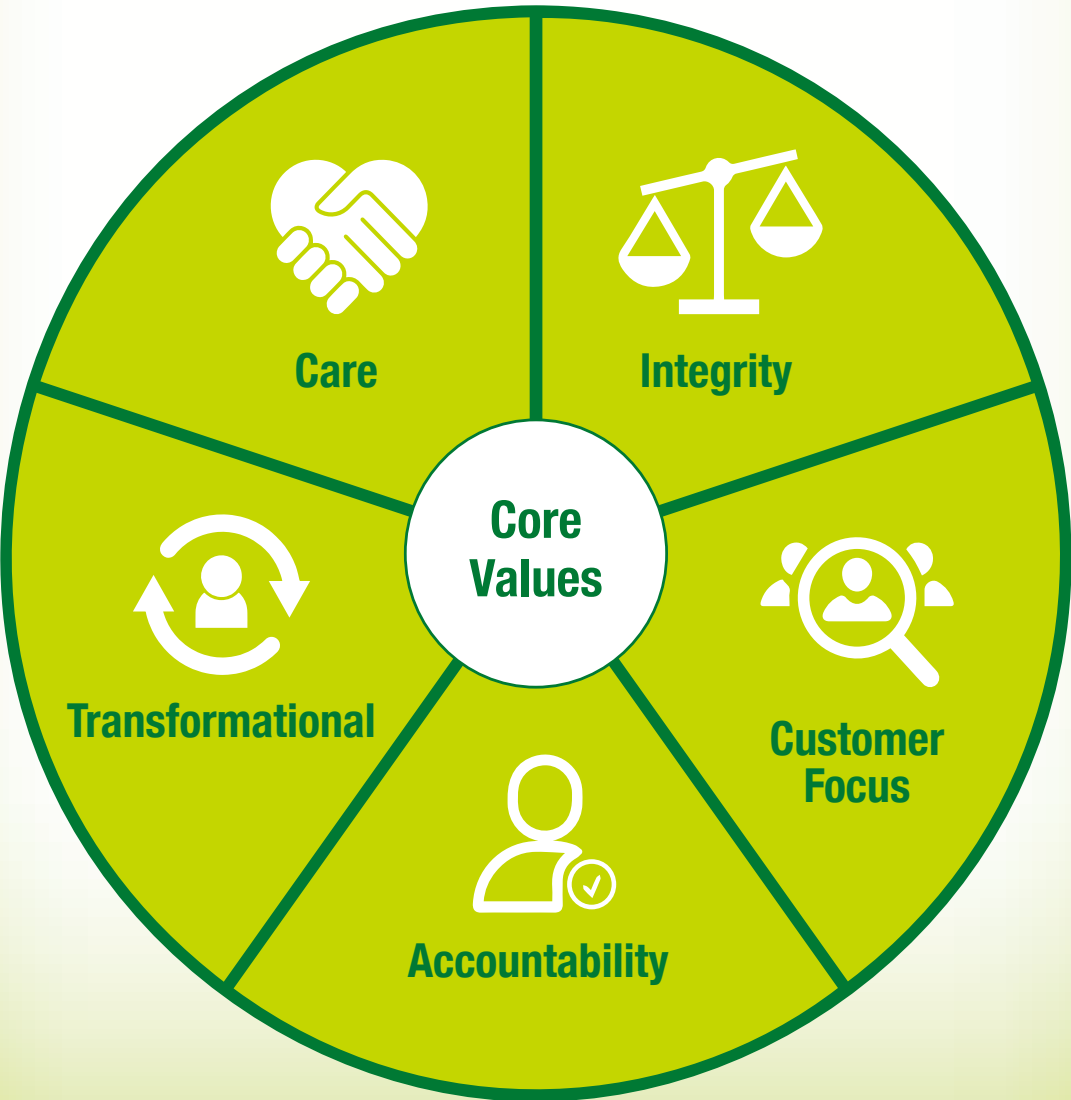 Care
Integrity
Core
Values
Transformational
Customer
Focus
Accountability